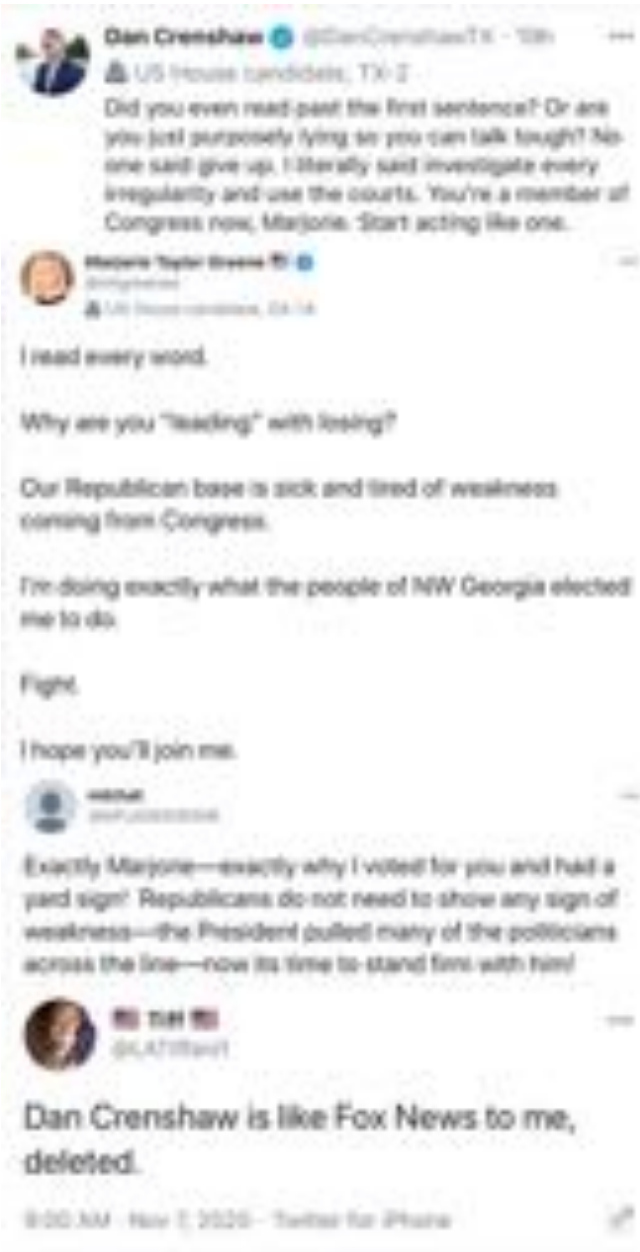 Dan Crenshaw @DanCrenshawTX
US House candidate, TX-2
Did you even read past the first sentence? Or are
you just purposely lying so you can talk tough? No
one said give up. I literally said investigate every
irregularity and use the courts. You're a member of
Congress now, Marjorie. Start acting like one.
Marjorie Taylor Greene
US House candidate,
I read every word.
Why are you "leading" with losing?
Our Republican base is sick and tired of weakness
coming from Congress.
I'm doing exactly what the people of NW Georgia elected
me to do.
Fight.
I hope you'll join me.
Exactly Marjorie—exactly why I voted for you and had a
yard sign! Republicans do not need to show any sign of
weakness—the President pulled many of the politicians
across the line—now its time to stand firm with him!
Dan Crenshaw is like Fox News to me,
deleted.
9:00 AM · Nov 7, 2020 · Twitter for iPhone